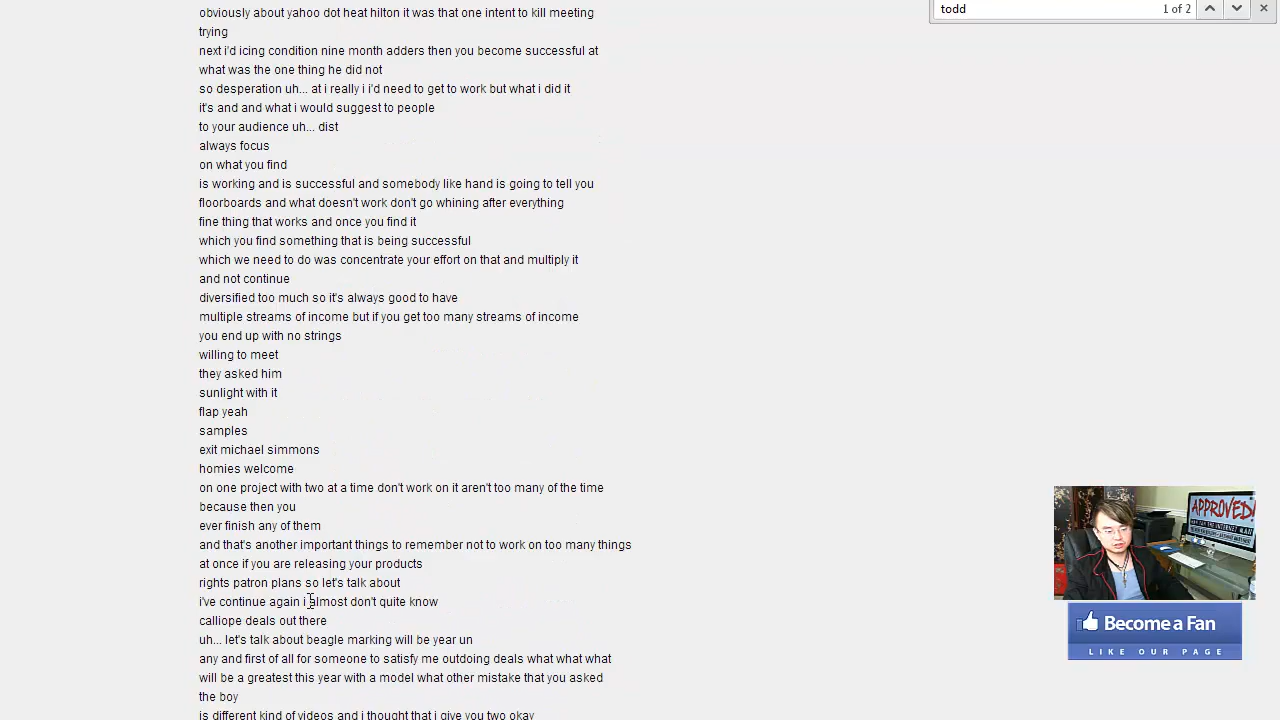 obviously about yahoo dot heat hilton it was that one intent to kill meeting
todd 1 of 2
trying
next i'd icing condition nine month adders then you become successful at
what was the one thing he did not
so desperation uh... at i really i i'd need to get to work but what i did it
it's and and what i would suggest to people
to your audience uh... dist
always focus
on what you find
is working and is successful and somebody like hand is going to tell you
floorboards and what doesn't work don't go whining after everything
fine thing that works and once you find it
which you find something that is being successful
which we need to do was concentrate your effort on that and multiply it
and not continue
diversified too much so it's always good to have
multiple streams of income but if you get too many streams of income
you end up with no strings
willing to meet
they asked him
sunlight with it
flap yeah
samples
exit michael simmons
homies welcome
on one project with two at a time don't work on it aren't too many of the time
because then you
ever finish any of them
and that's another important things to remember not to work on too many things
at once if you are releasing your products
rights patron plans so let's talk about
i've continue again i almost don't quite know
calliope deals out there
uh... let's talk about beagle marking will be year un
any and first of all for someone to satisfy me outdoing deals what what what
will be a greatest this year with a model what other mistake that you asked
the boy
is different kind of videos and i thought that i give you two okay
APPROVED!
Become a Fan
LIKE OUR PAGE